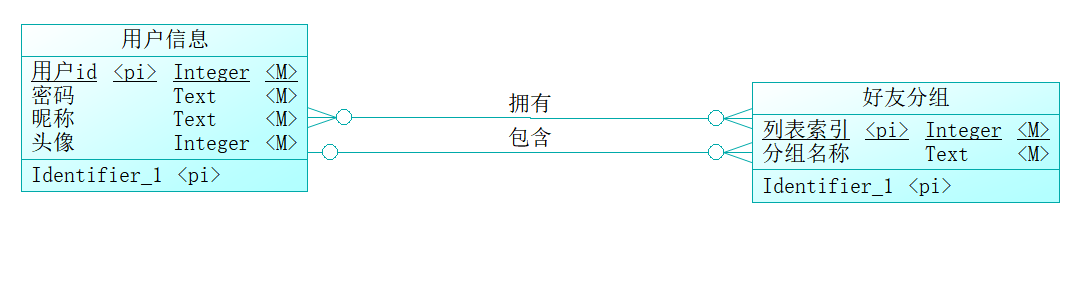 用户信息
用户id <pi> Integer <M>
密码 Text <M>
昵称 Text <M>
头像 Integer <M>
Identifier_1 <pi>
拥有
包含
好友分组
列表索引 <pi> Integer <M>
分组名称 Text <M>
Identifier_1 <pi>